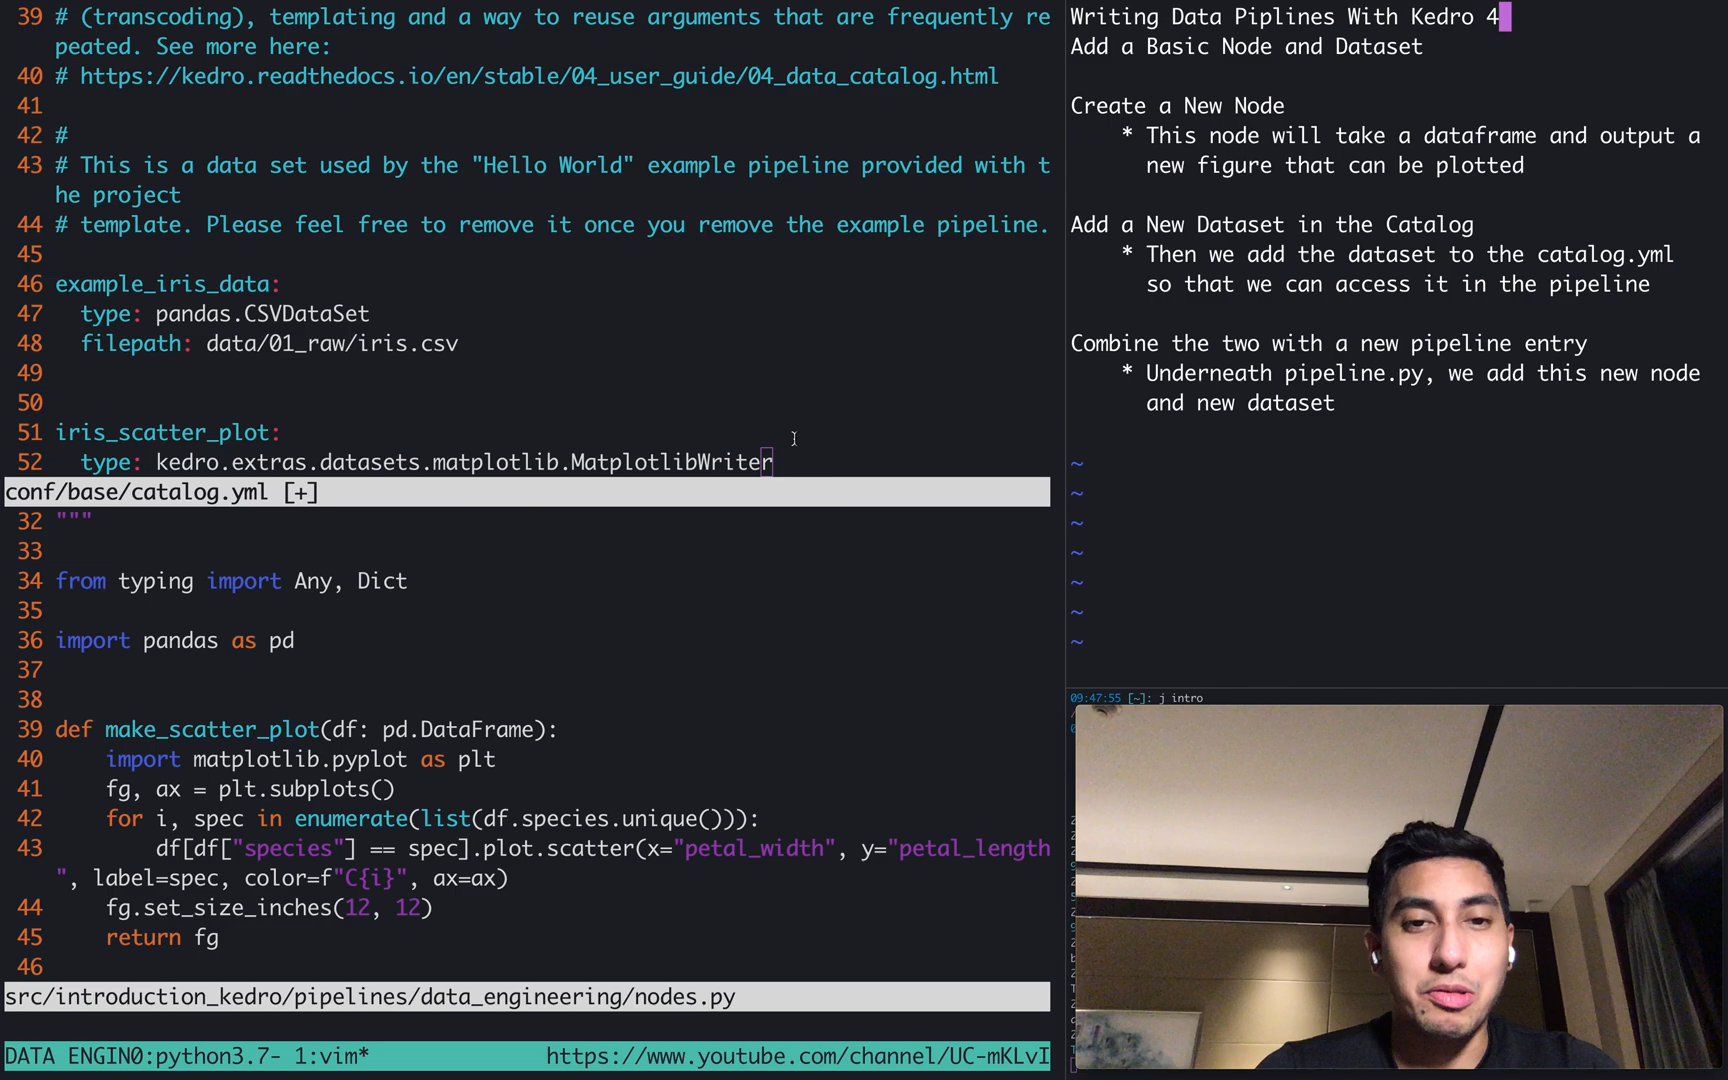 39 # (transcoding), templating and a way to reuse arguments that are frequently re
peated. See more here:
40 # https://kedro.readthedocs.io/en/stable/04_user_guide/04_data_catalog.html
41
42 #
43 # This is a data set used by the "Hello World" example pipeline provided with t
he project
44 # template. Please feel free to remove it once you remove the example pipeline.
45
46 example_iris_data:
47   type: pandas.CSVDataSet
48   filepath: data/01_raw/iris.csv
49
50
51 iris_scatter_plot:
52   type: kedro.extras.datasets.matplotlib.MatplotlibWriter
conf/base/catalog.yml [+]
32 """
33
34 from typing import Any, Dict
35
36 import pandas as pd
37
38
39 def make_scatter_plot(df: pd.DataFrame):
40     import matplotlib.pyplot as plt
41     fg, ax = plt.subplots()
42     for i, spec in enumerate(list(df.species.unique())):
43         df[df["species"] == spec].plot.scatter(x="petal_width", y="petal_length
", label=spec, color=f"C{i}", ax=ax)
44     fg.set_size_inches(12, 12)
45     return fg
46
src/introduction_kedro/pipelines/data_engineering/nodes.py
DATA ENGIN0:python3.7- 1:vim* https://www.youtube.com/channel/UC-mKLvI
Writing Data Piplines With Kedro 4
Add a Basic Node and Dataset
Create a New Node
* This node will take a dataframe and output a
new figure that can be plotted
Add a New Dataset in the Catalog
* Then we add the dataset to the catalog.yml
so that we can access it in the pipeline
Combine the two with a new pipeline entry
* Underneath pipeline.py, we add this new node
and new dataset
~
~
~
~
~
~
~
09:47:55 [~]: j intro